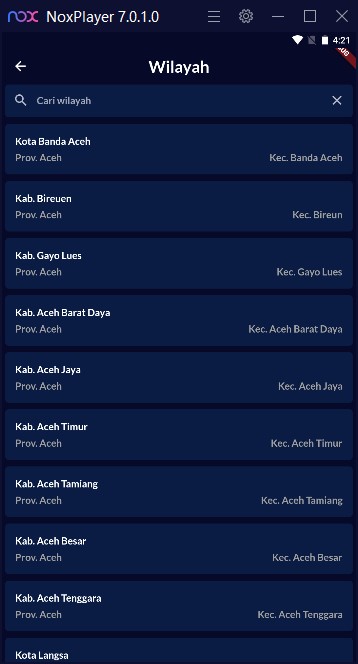 nox NoxPlayer 7.0.1.0
4:21
Wilayah
Cari wilayah
Kota Banda Aceh
Prov. Aceh Kec. Banda Aceh
Kab. Bireuen
Prov. Aceh Kec. Bireun
Kab. Gayo Lues
Prov. Aceh Kec. Gayo Lues
Kab. Aceh Barat Daya
Prov. Aceh Kec. Aceh Barat Daya
Kab. Aceh Jaya
Prov. Aceh Kec. Aceh Jaya
Kab. Aceh Timur
Prov. Aceh Kec. Aceh Timur
Kab. Aceh Tamiang
Prov. Aceh Kec. Aceh Tamiang
Kab. Aceh Besar
Prov. Aceh Kec. Aceh Besar
Kab. Aceh Tenggara
Prov. Aceh Kec. Aceh Tenggara
Kota Langsa